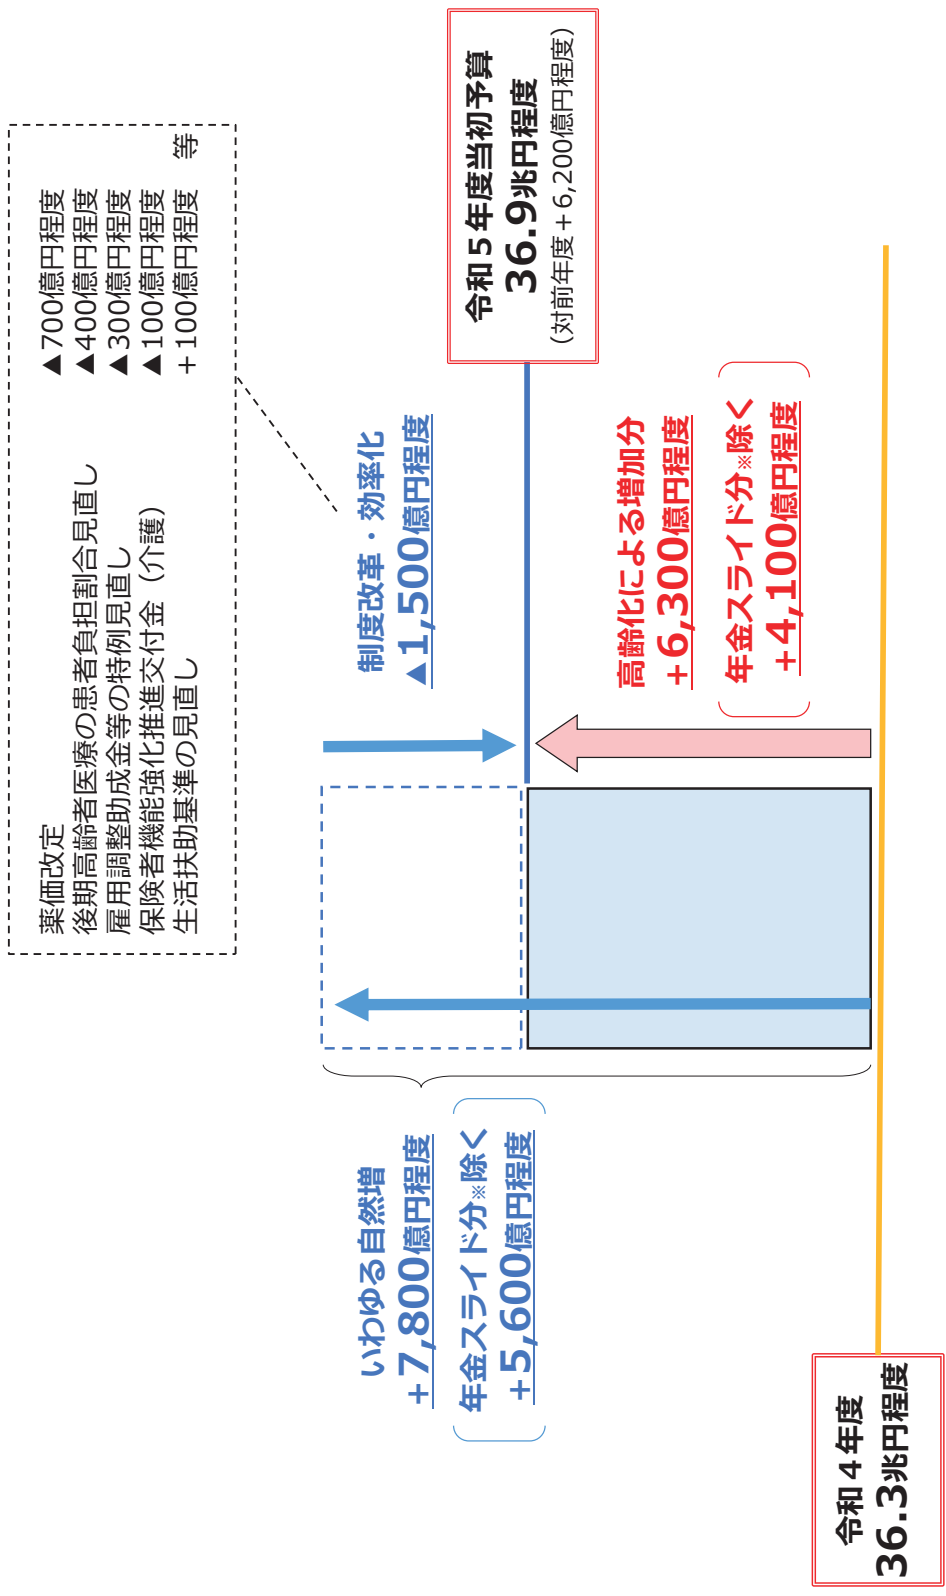 薬価改定 ▲700億円程度
後期高齢者医療の患者負担割合見直し ▲400億円程度
雇用調整助成金等の特例見直し ▲300億円程度
保険者機能強化推進交付金（介護） ▲100億円程度
生活扶助基準の見直し ＋100億円程度 等
いわゆる自然増
+7,800億円程度
年金スライド分※除く
+5,600億円程度
制度改革・効率化
▲1,500億円程度
令和５年度当初予算
36.9兆円程度
（対前年度＋6,200億円程度）
高齢化による増加分
+6,300億円程度
年金スライド分※除く
+4,100億円程度
令和４年度
36.3兆円程度